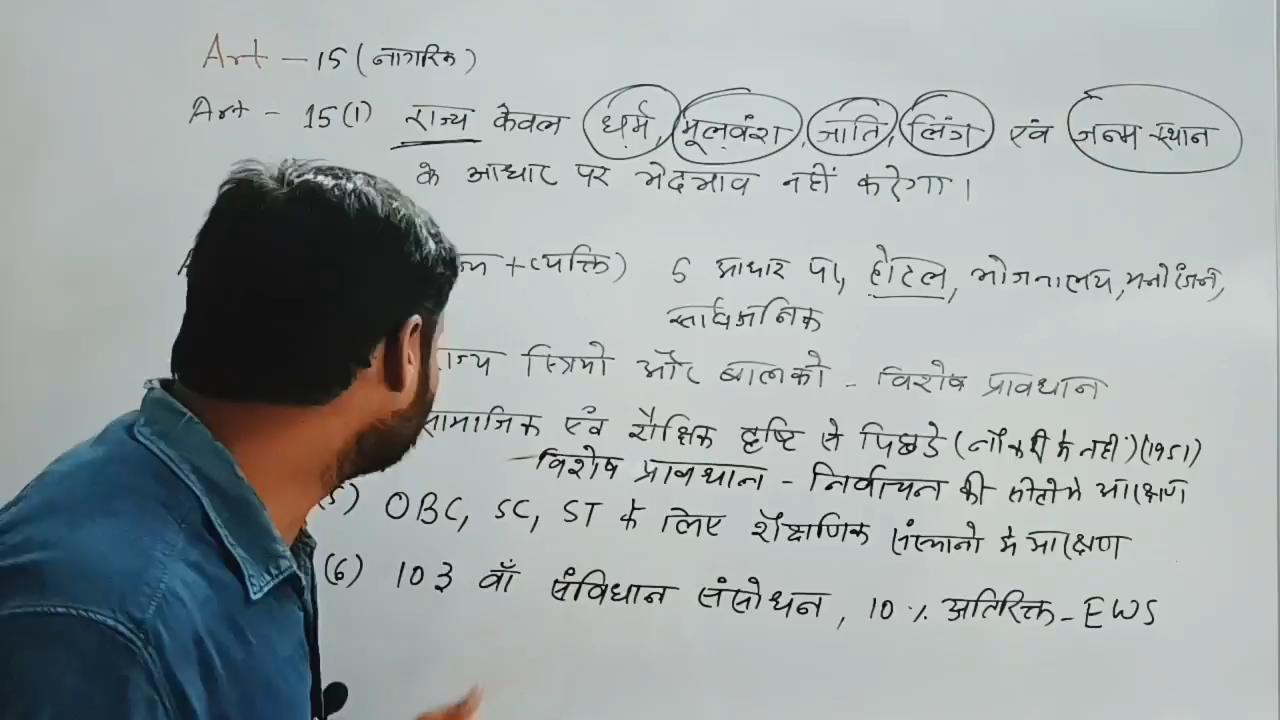 Art - 15 (नागरिक)
Art - 15(1) राज्य केवल धर्म, मूलवंश, जाति, लिंग एवं जन्म स्थान
के आधार पर भेदभाव नहीं करेगा।
+ व्यक्ति) 5 आधार पर, होटल, भोजनालय, मनोरंजन,
सार्वजनिक
राज्य स्त्रियो और बालको - विशेष प्रावधान
सामाजिक एवं शैक्षिक दृष्टि से पिछडे (नौकरी के नहीं) (1951)
विशेष प्रावधान - निर्वाचन की सीटो मे आरक्षण
(5) OBC, SC, ST के लिए शैक्षणिक संस्थानो मे आरक्षण
(6) 103 वाँ संविधान संसोधन, 10 % अतिरिक्त - EWS